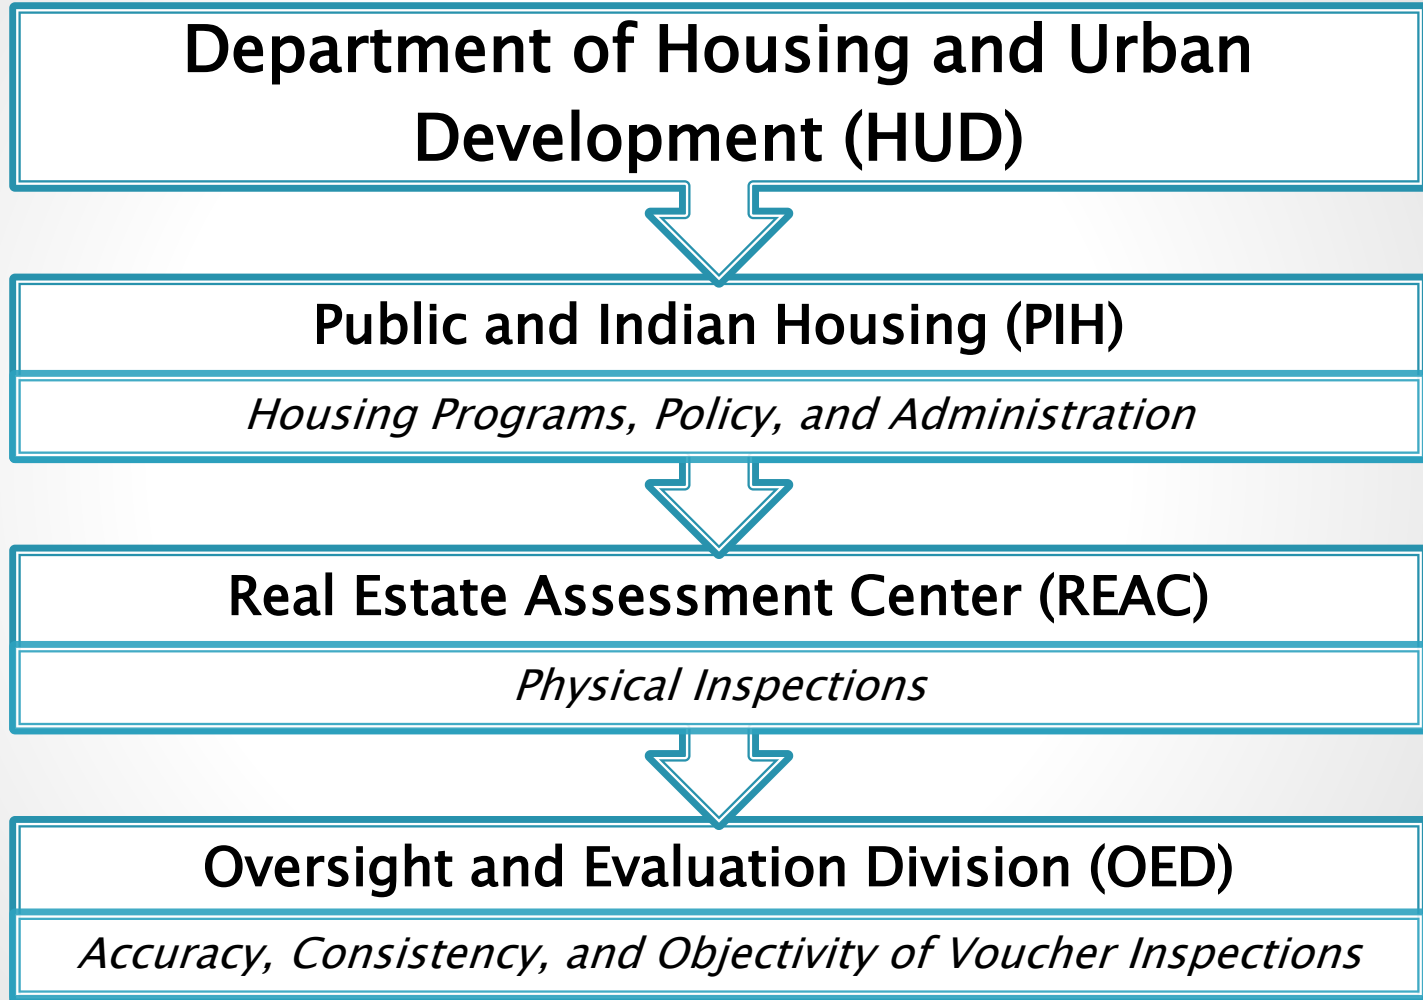 Department of Housing and Urban
Development (HUD)
Public and Indian Housing (PIH)
Housing Programs, Policy, and Administration
Real Estate Assessment Center (REAC)
Physical Inspections
Oversight and Evaluation Division (OED)
Accuracy, Consistency, and Objectivity of Voucher Inspections